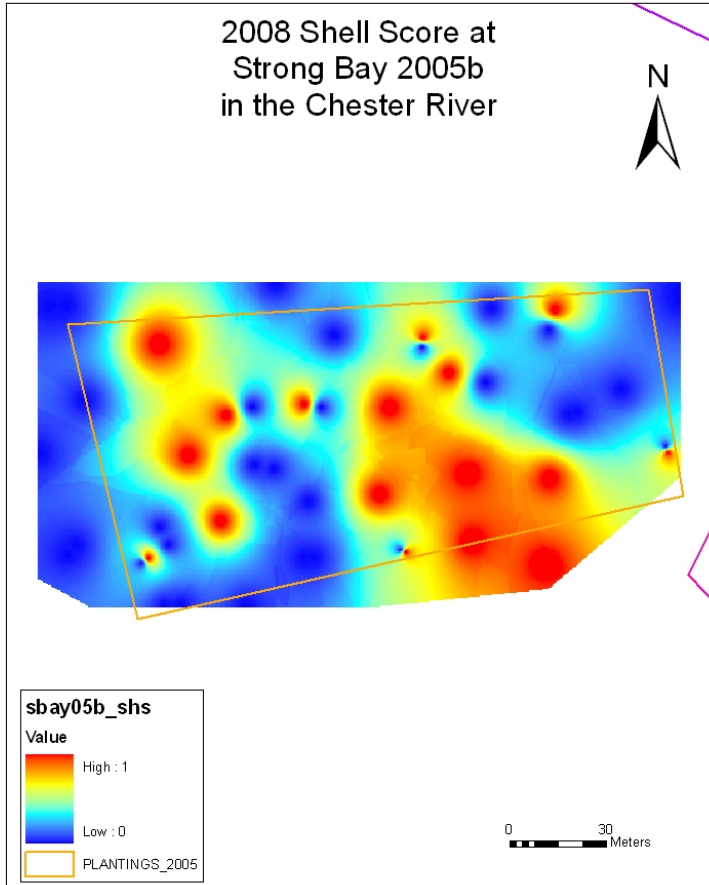 2008 Shell Score at
Strong Bay 2005b
in the Chester River
N
sbay05b_shs
Value
High : 1
Low : 0
PLANTINGS_2005
0 30
Meters